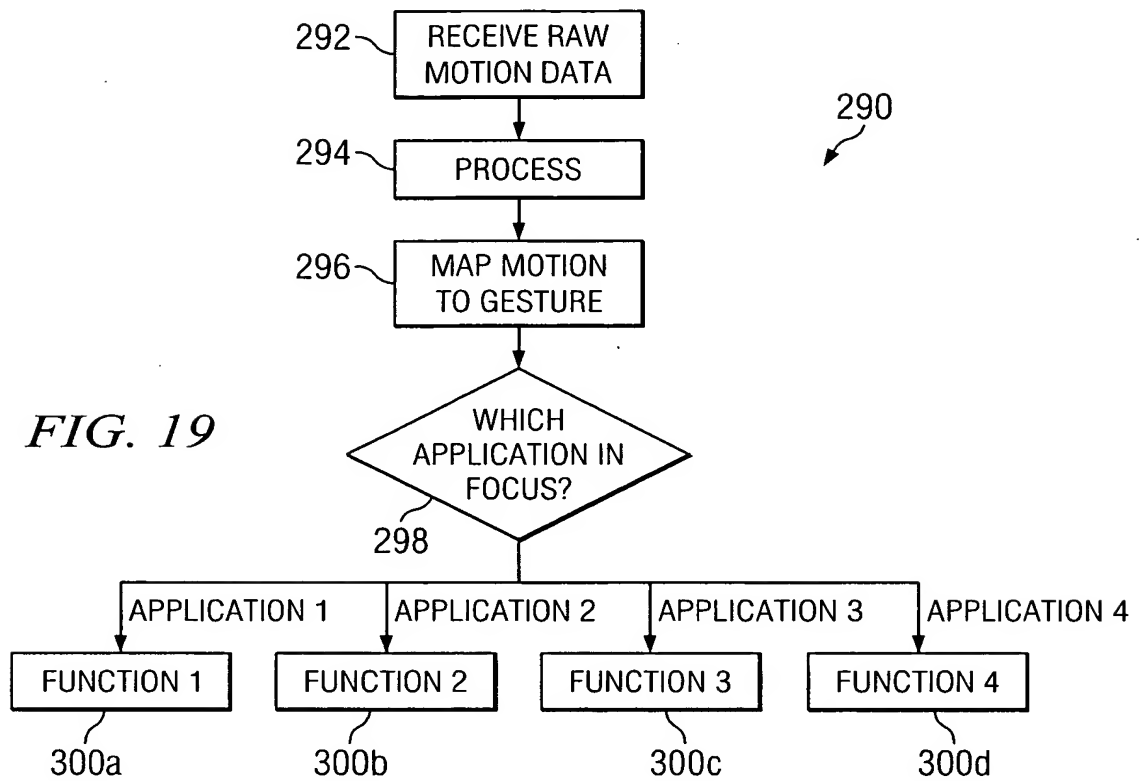 292
RECEIVE RAW
MOTION DATA
290
294
PROCESS
296
MAP MOTION
TO GESTURE
FIG. 19
WHICH
APPLICATION IN
FOCUS?
298
APPLICATION 1
APPLICATION 2
APPLICATION 3
APPLICATION 4
FUNCTION 1
FUNCTION 2
FUNCTION 3
FUNCTION 4
300a
300b
300c
300d